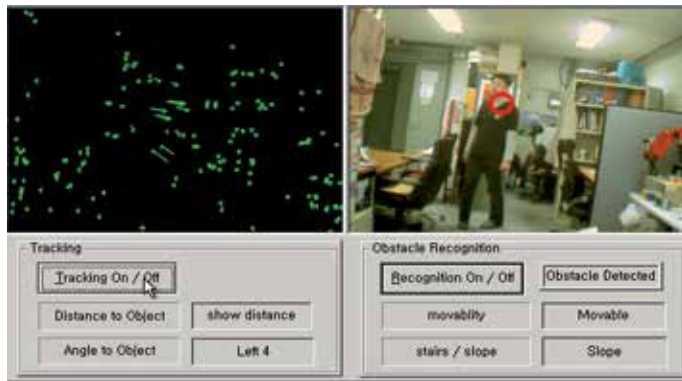 Tracking
Tracking On / Off
Distance to Object
show distance
Angle to Object
Left 4
Obstacle Recognition
Recognition On / Off
Obstacle Detected
movablity
Movable
stairs / slope
Slope